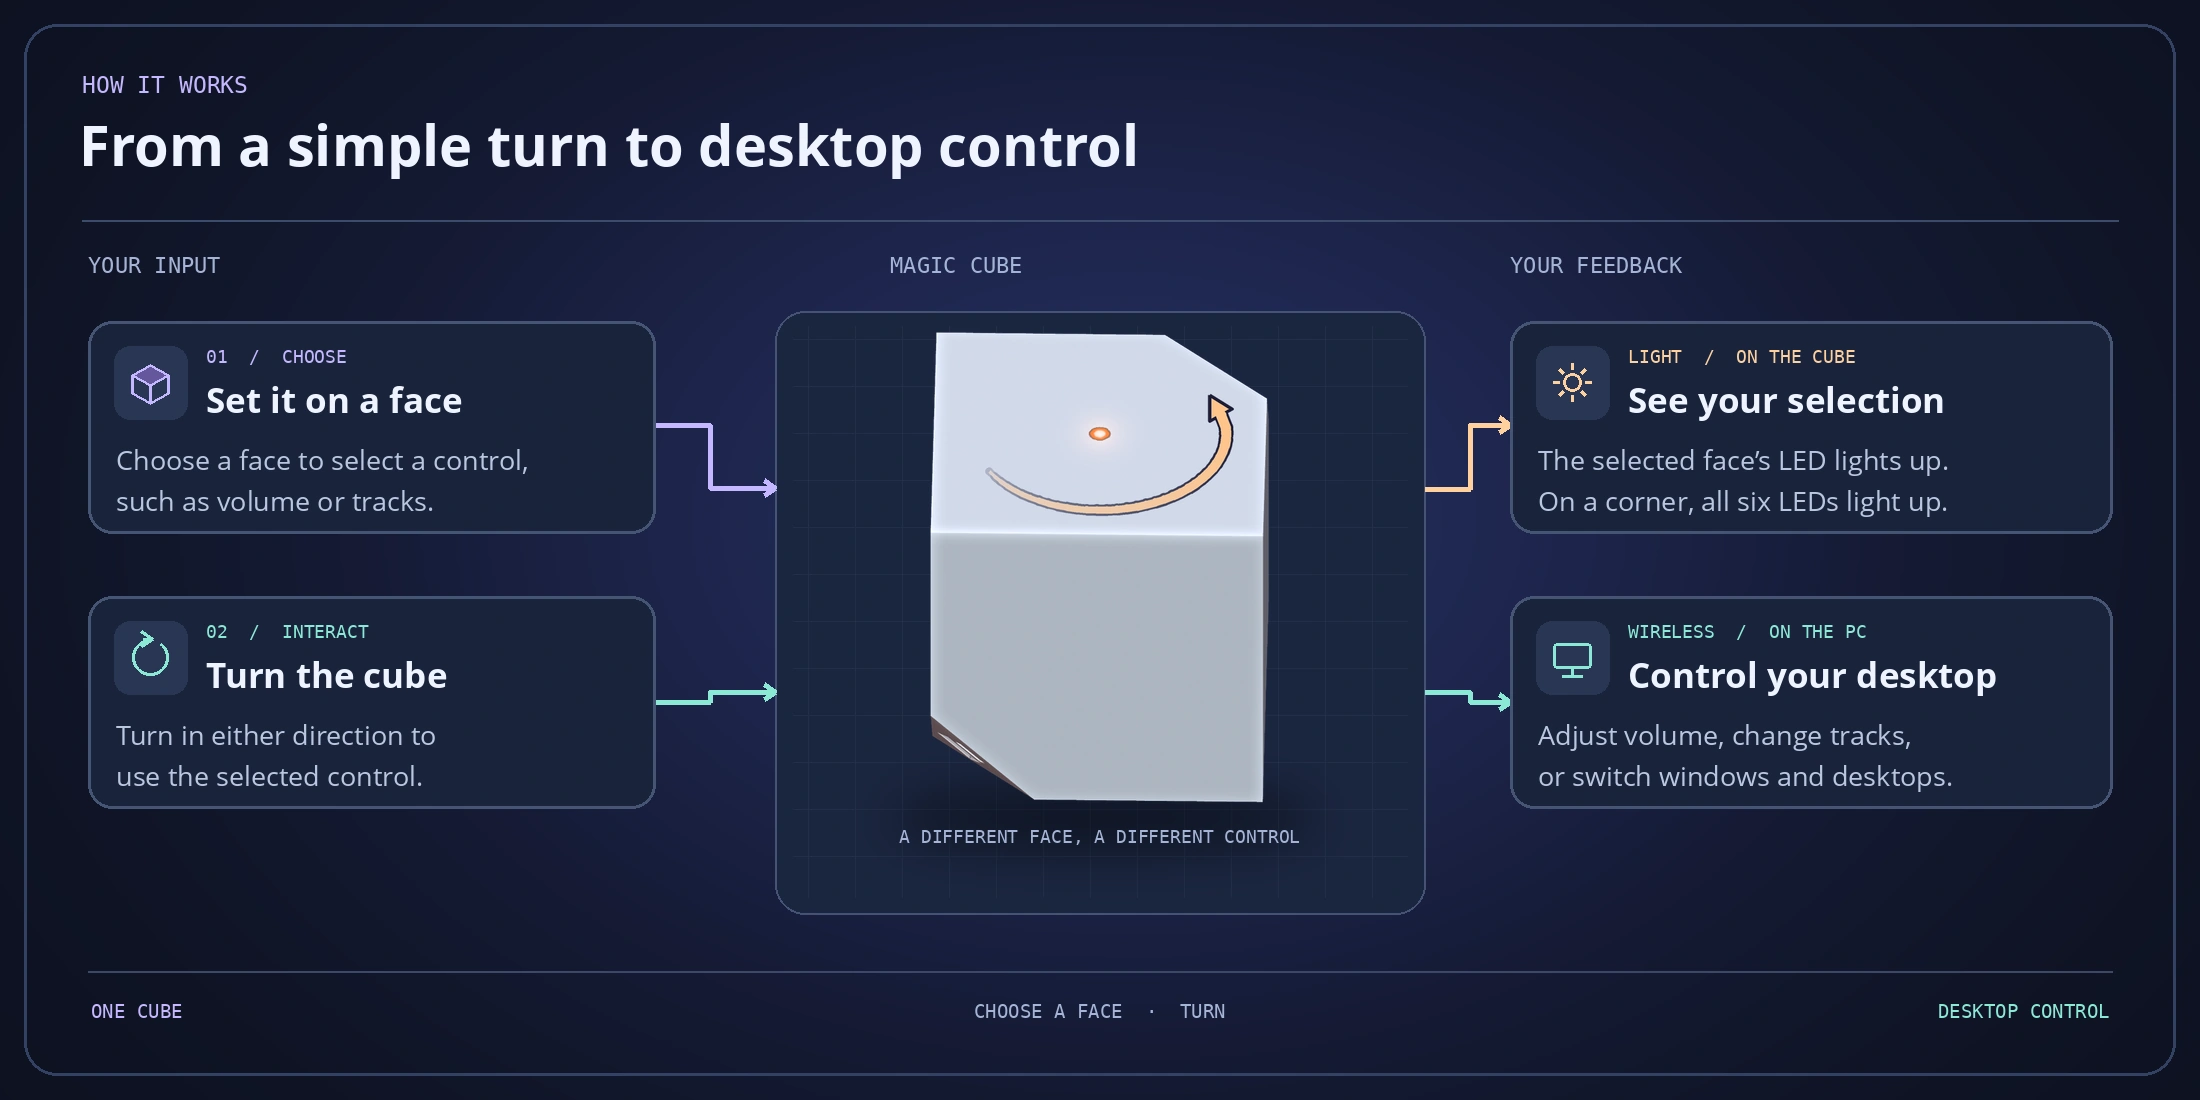 HOW IT WORKS
From a simple turn to desktop control
YOUR INPUT
01 / CHOOSE
Set it on a face
Choose a face to select a control,
such as volume or tracks.
02 / INTERACT
Turn the cube
Turn in either direction to
use the selected control.
MAGIC CUBE
A DIFFERENT FACE, A DIFFERENT CONTROL
YOUR FEEDBACK
LIGHT / ON THE CUBE
See your selection
The selected face’s LED lights up.
On a corner, all six LEDs light up.
WIRELESS / ON THE PC
Control your desktop
Adjust volume, change tracks,
or switch windows and desktops.
ONE CUBE
CHOOSE A FACE · TURN
DESKTOP CONTROL